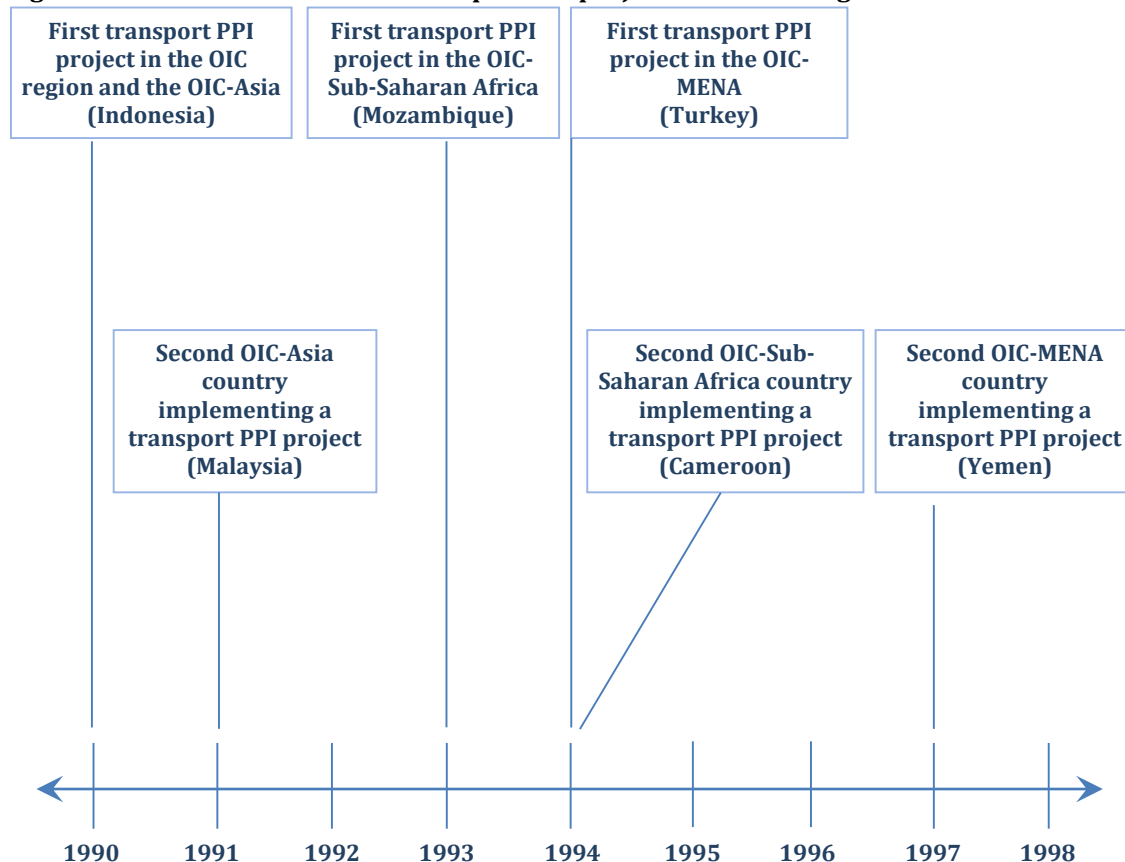 First transport PPI
project in the OIC
region and the OIC-Asia
(Indonesia)
First transport PPI
project in the OIC-
Sub-Saharan Africa
(Mozambique)
First transport PPI
project in the OIC-
MENA
(Turkey)
Second OIC-Asia
country
implementing a
transport PPI project
(Malaysia)
Second OIC-Sub-
Saharan Africa country
implementing a
transport PPI project
(Cameroon)
Second OIC-MENA
country
implementing a
transport PPI project
(Yemen)
1990 1991 1992 1993 1994 1995 1996 1997 1998